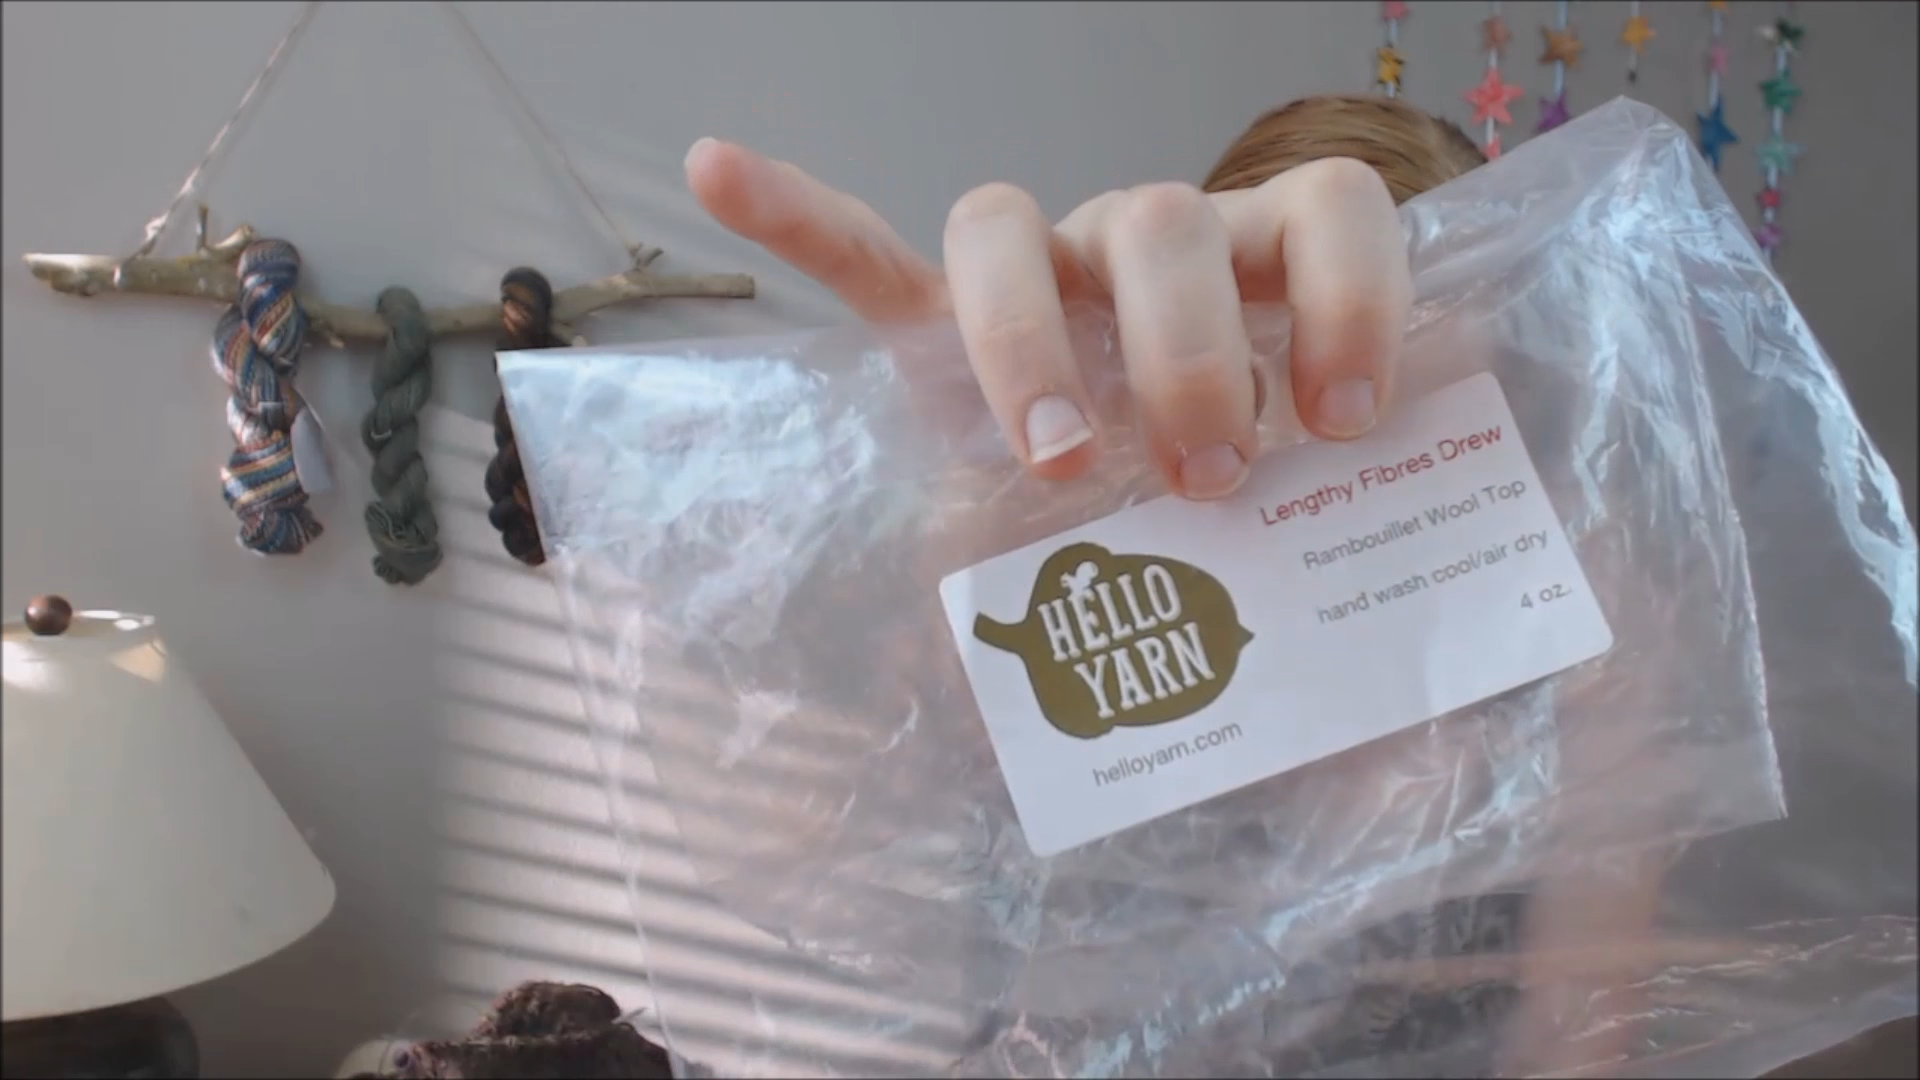 HELLO
YARN
helloyarn.com
Lengthy Fibres Drew
Rambouillet Wool Top
hand wash cool/air dry
4 oz.